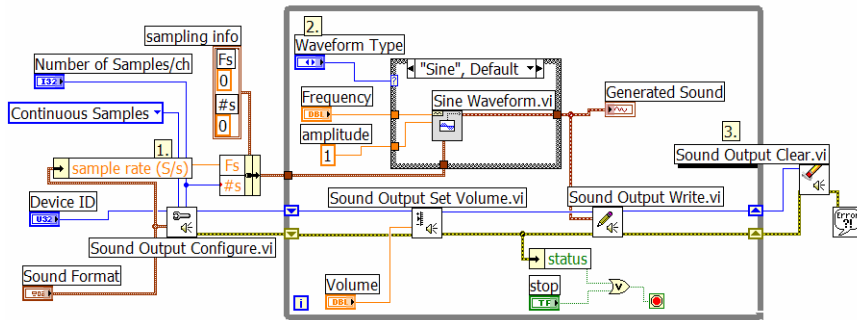 sampling info
Fs
0
#s
0
Number of Samples/ch
I32
Continuous Samples
1.
sample rate (S/s)
Fs
#s
Device ID
U32
Sound Output Configure.vi
Sound Format
2.
Waveform Type
"Sine", Default
?
Frequency
DBL
amplitude
1
Sine Waveform.vi
Generated Sound
Sound Output Set Volume.vi
Sound Output Write.vi
3.
Sound Output Clear.vi
Error
?!
status
Volume
DBL
stop
TF
V
i